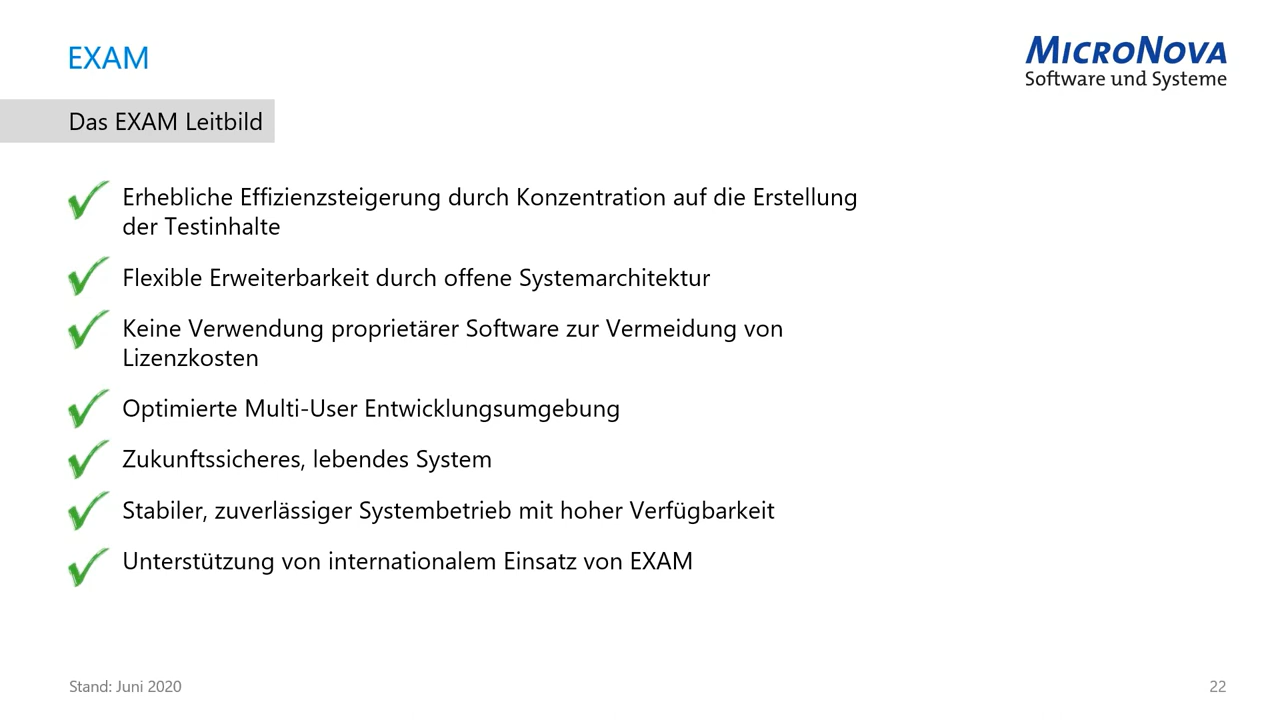 EXAM
MICRONOVA
Software und Systeme
Das EXAM Leitbild
Erhebliche Effizienzsteigerung durch Konzentration auf die Erstellung
der Testinhalte
Flexible Erweiterbarkeit durch offene Systemarchitektur
Keine Verwendung proprietärer Software zur Vermeidung von
Lizenzkosten
Optimierte Multi-User Entwicklungsumgebung
Zukunftssicheres, lebendes System
Stabiler, zuverlässiger Systembetrieb mit hoher Verfügbarkeit
Unterstützung von internationalem Einsatz von EXAM
Stand: Juni 2020
22